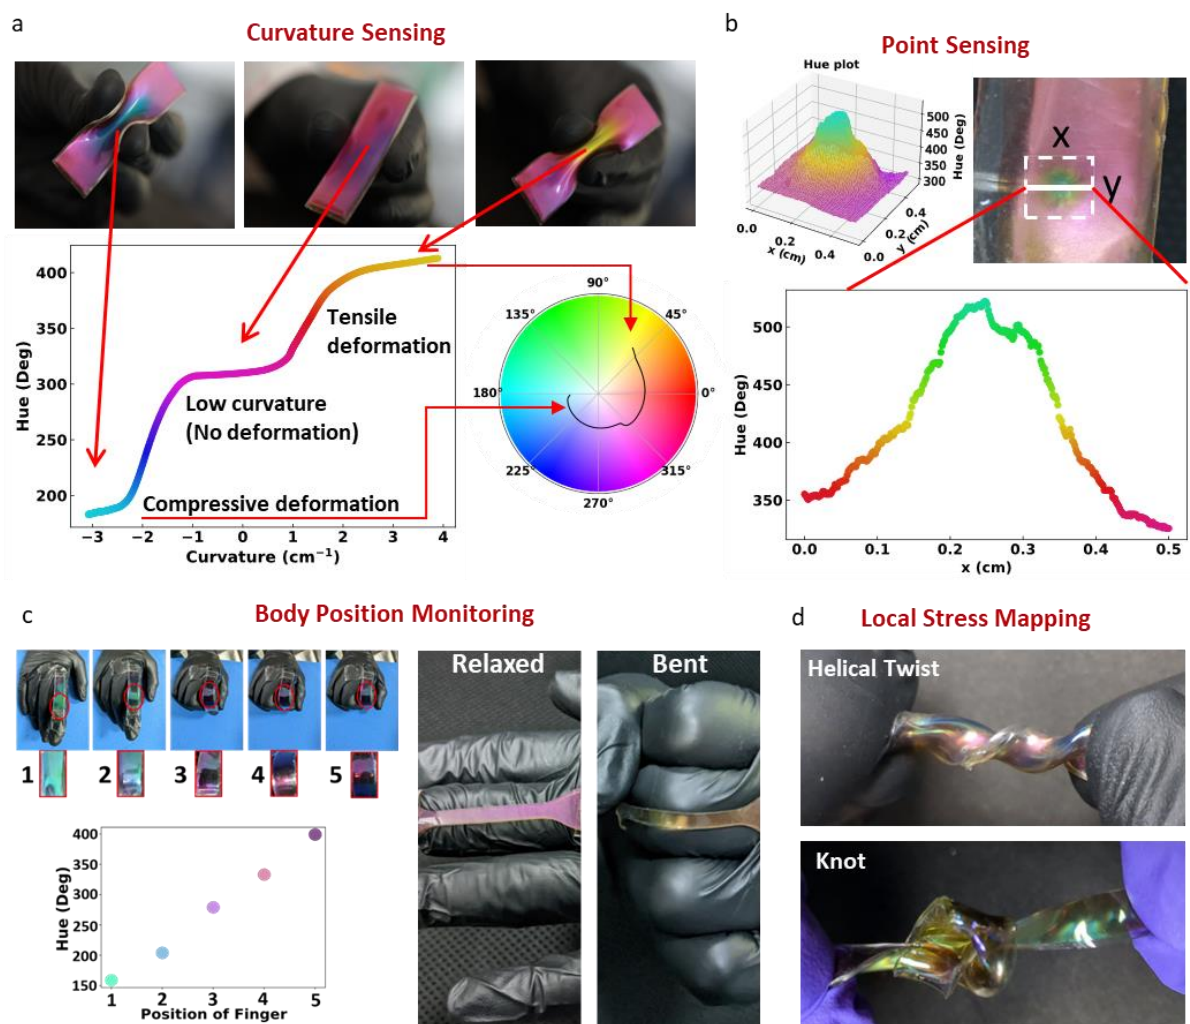 a
Curvature Sensing
400
350
300
250
200
Hue (Deg)
Tensile
deformation
Low curvature
(No deformation)
Compressive deformation
−3 −2 −1 0 1 2 3 4
Curvature (cm⁻¹)
90°
135° 45°
180° 0°
225° 315°
270°
b
Point Sensing
Hue plot
500
450
400
350
300
Hue (Deg)
0.0 0.2 0.4
x (cm)
0.0 0.2 0.4
y (cm)
X
Y
500
450
400
350
Hue (Deg)
0.0 0.1 0.2 0.3 0.4 0.5
x (cm)
c
Body Position Monitoring
1 2 3 4 5
400
350
300
250
200
150
Hue (Deg)
1 2 3 4 5
Position of Finger
Relaxed
Bent
d
Local Stress Mapping
Helical Twist
Knot